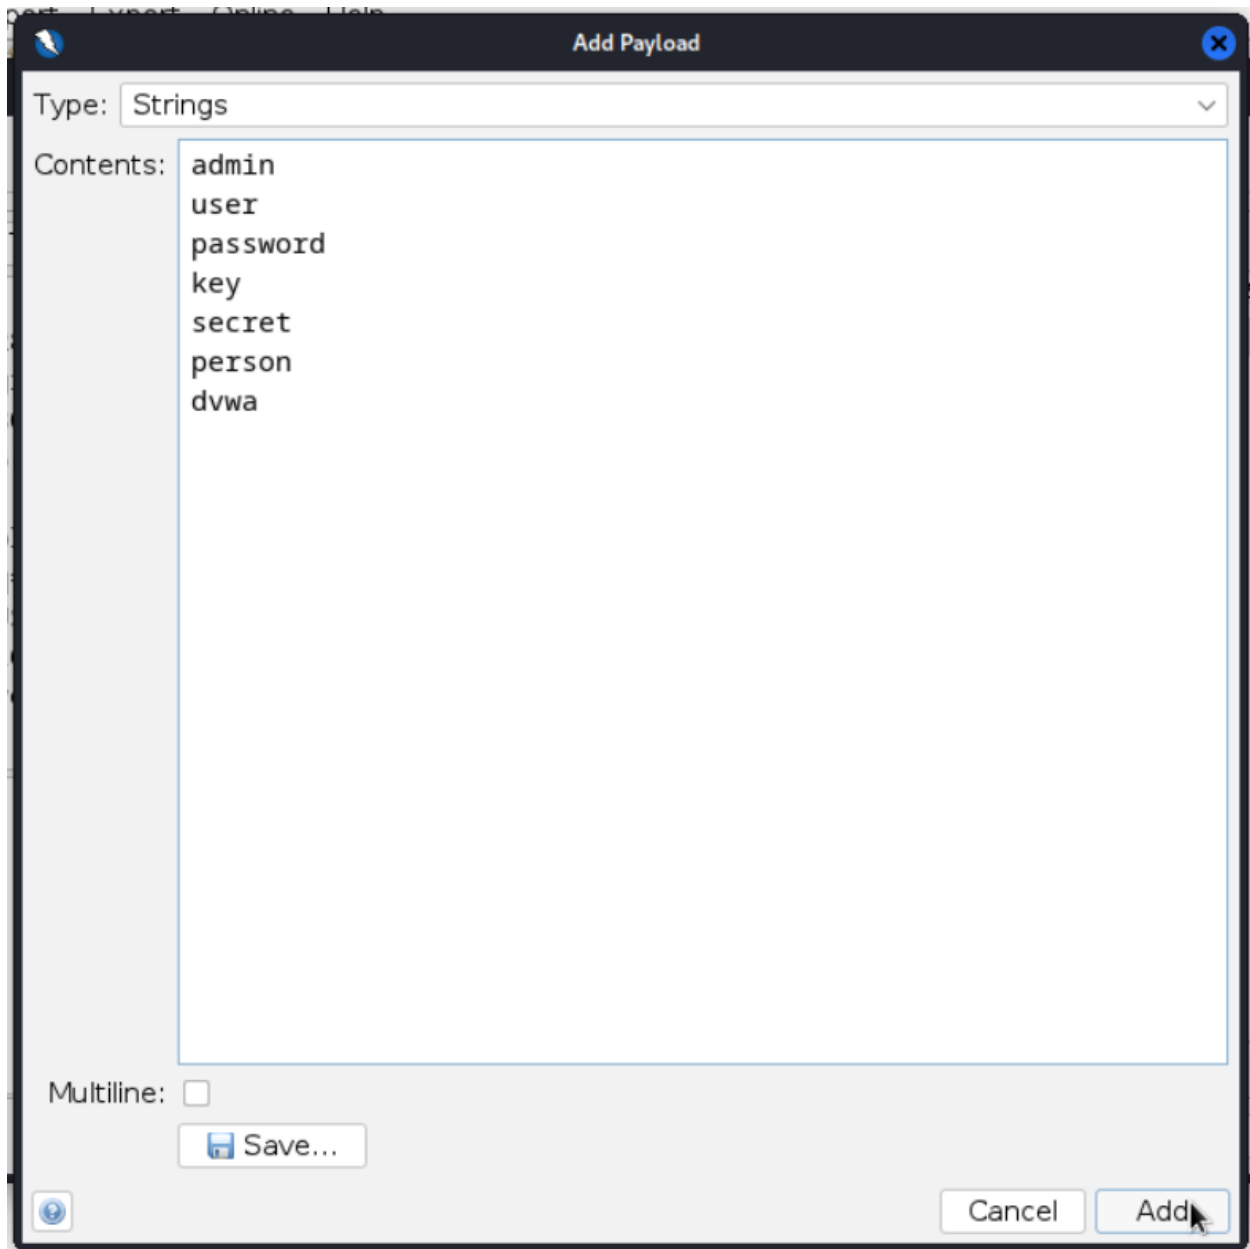 Add Payload
Type: Strings
Contents: admin
user
password
key
secret
person
dvwa
Multiline:
Save...
Cancel Add